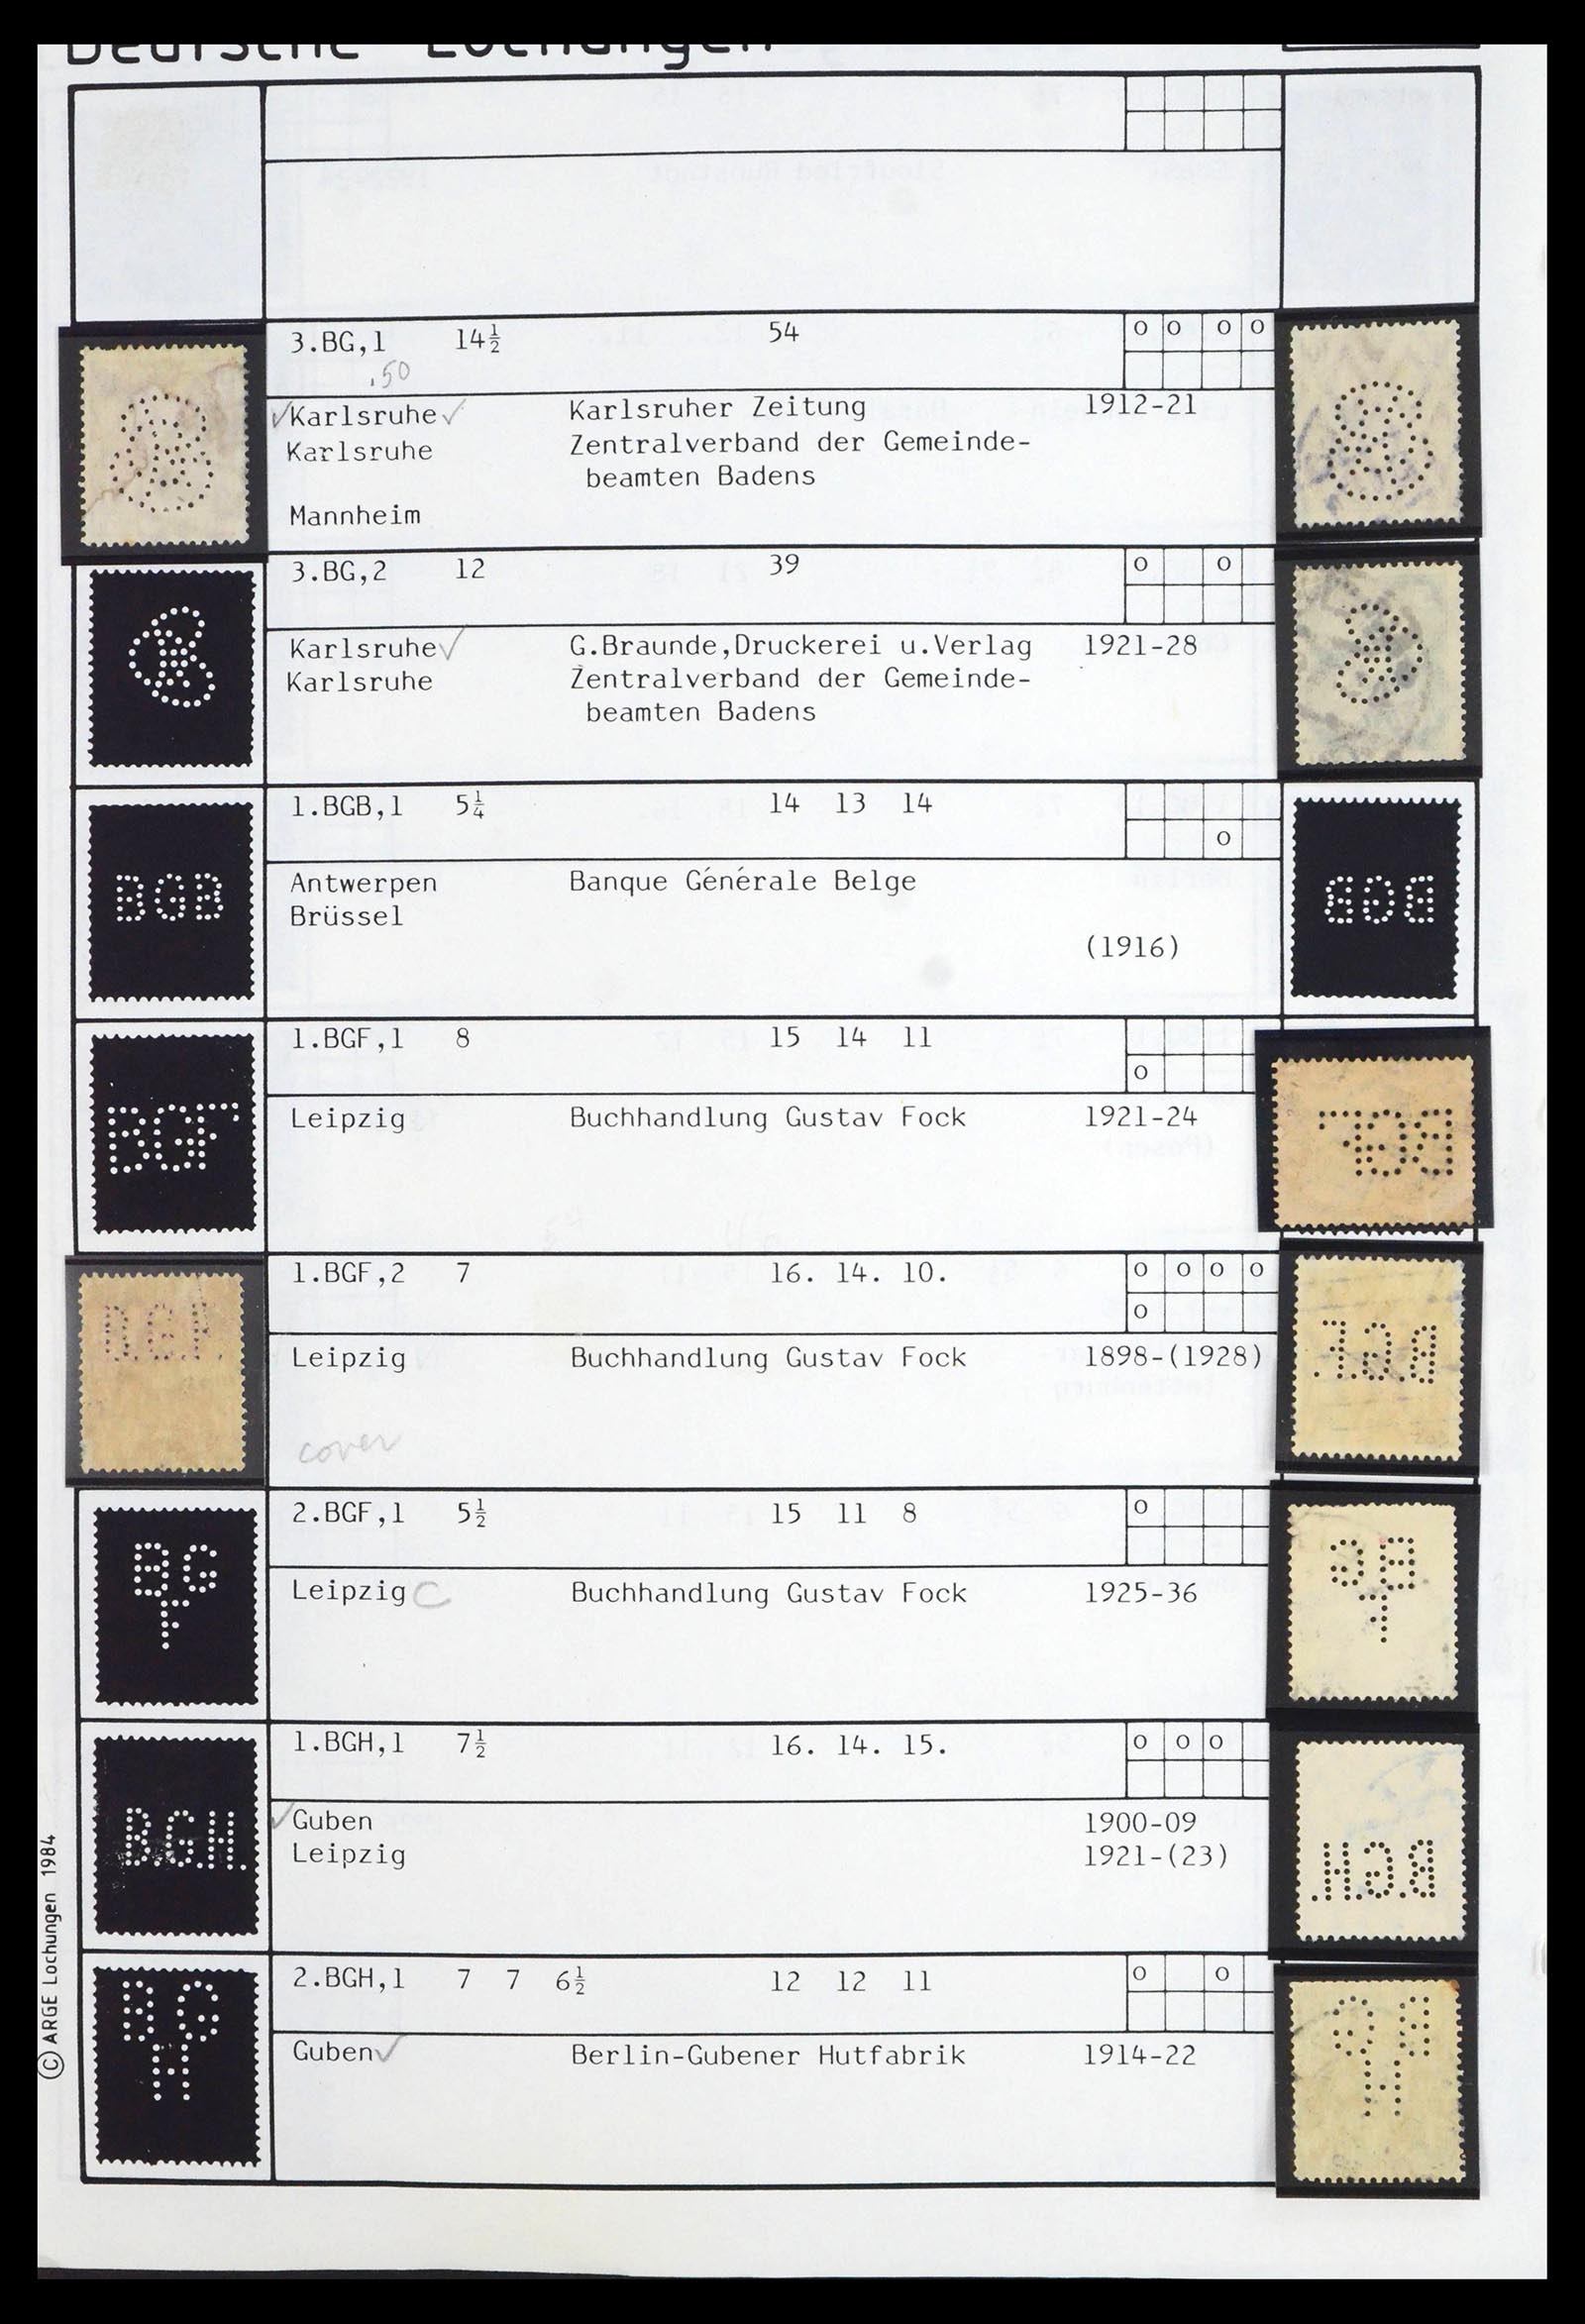 Deutsche Lochungen
3.BG,1 14½ 54 o o o o
.50
✓Karlsruhe✓ Karlsruher Zeitung 1912-21
Karlsruhe Zentralverband der Gemeinde-
beamten Badens
Mannheim
3.BG,2 12 39 o o
Karlsruhe✓ G.Braunde,Druckerei u.Verlag 1921-28
Karlsruhe Zentralverband der Gemeinde-
beamten Badens
1.BGB,1 5¼ 14 13 14
o
BGB
Antwerpen Banque Générale Belge
Brüssel
(1916)
1.BGF,1 8 15 14 11
o
BGF
Leipzig Buchhandlung Gustav Fock 1921-24
1.BGF,2 7 16. 14. 10. o o o o
o
Leipzig Buchhandlung Gustav Fock 1898-(1928)
cover
2.BGF,1 5½ 15 11 8 o
BG
F
Leipzig C Buchhandlung Gustav Fock 1925-36
1.BGH,1 7½ 16. 14. 15. o o o
B.G.H.
✓Guben 1900-09
Leipzig 1921-(23)
2.BGH,1 7 7 6½ 12 12 11 o o
B G
H
Guben✓ Berlin-Gubener Hutfabrik 1914-22
© ARGE Lochungen 1984